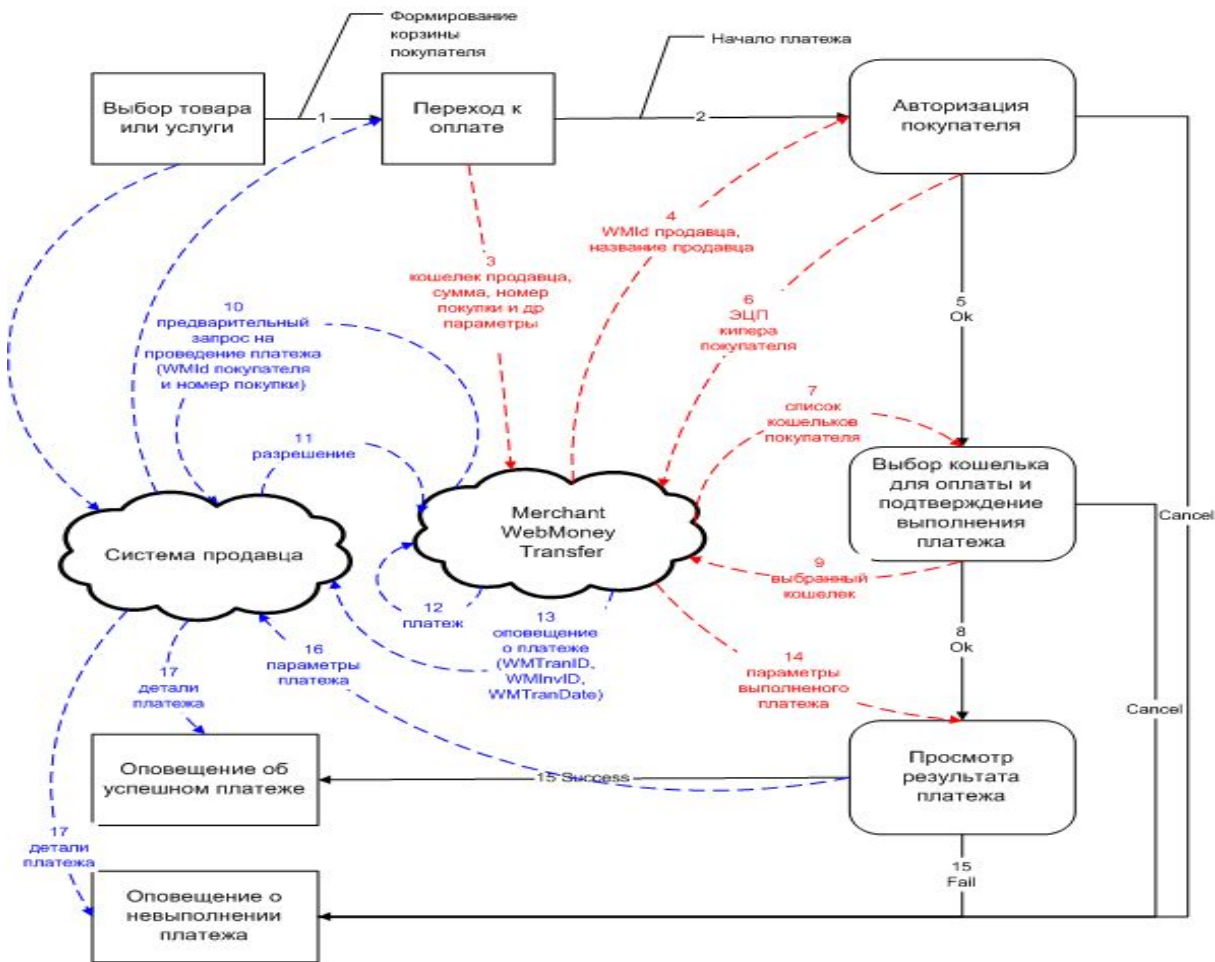 Формирование
корзины
покупателя
Начало платежа
Выбор товара
или услуги
1
Переход к
оплате
2
Авторизация
покупателя
4
WMId продавца,
название продавца
3
кошелек продавца,
сумма, номер
покупки и др
параметры
6
ЭЦП
кипера
покупателя
5
Ok
10
предварительный
запрос на
проведение платежа
(WMId покупателя
и номер покупки)
7
список
кошельков
покупателя
11
разрешение
Выбор кошелька
для оплаты и
подтверждение
выполнения
платежа
Cancel
Merchant
WebMoney
Transfer
Система продавца
9
выбранный
кошелек
12
платеж
13
оповещение
о платеже
(WMTranID,
WMInvID,
WMTranDate)
8
Ok
16
параметры
платежа
14
параметры
выполненого
платежа
17
детали
платежа
Cancel
Оповещение об
успешном платеже
15 Success
Просмотр
результата
платежа
17
детали
платежа
15
Fail
Оповещение о
невыполнении
платежа